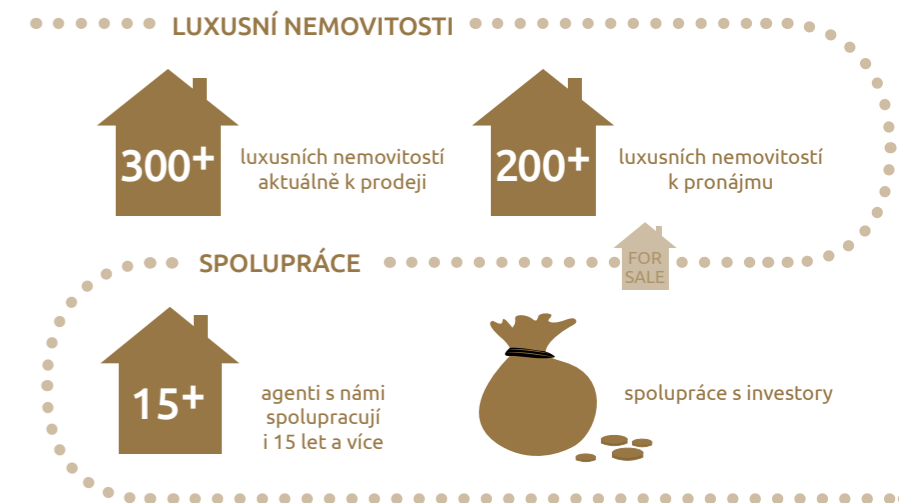 LUXUSNÍ NEMOVITOSTI
300+
luxusních nemovitostí
aktuálně k prodeji
200+
luxusních nemovitostí
k pronájmu
SPOLUPRÁCE
FOR
SALE
15+
agenti s námi
spolupracují
i 15 let a více
spolupráce s investory